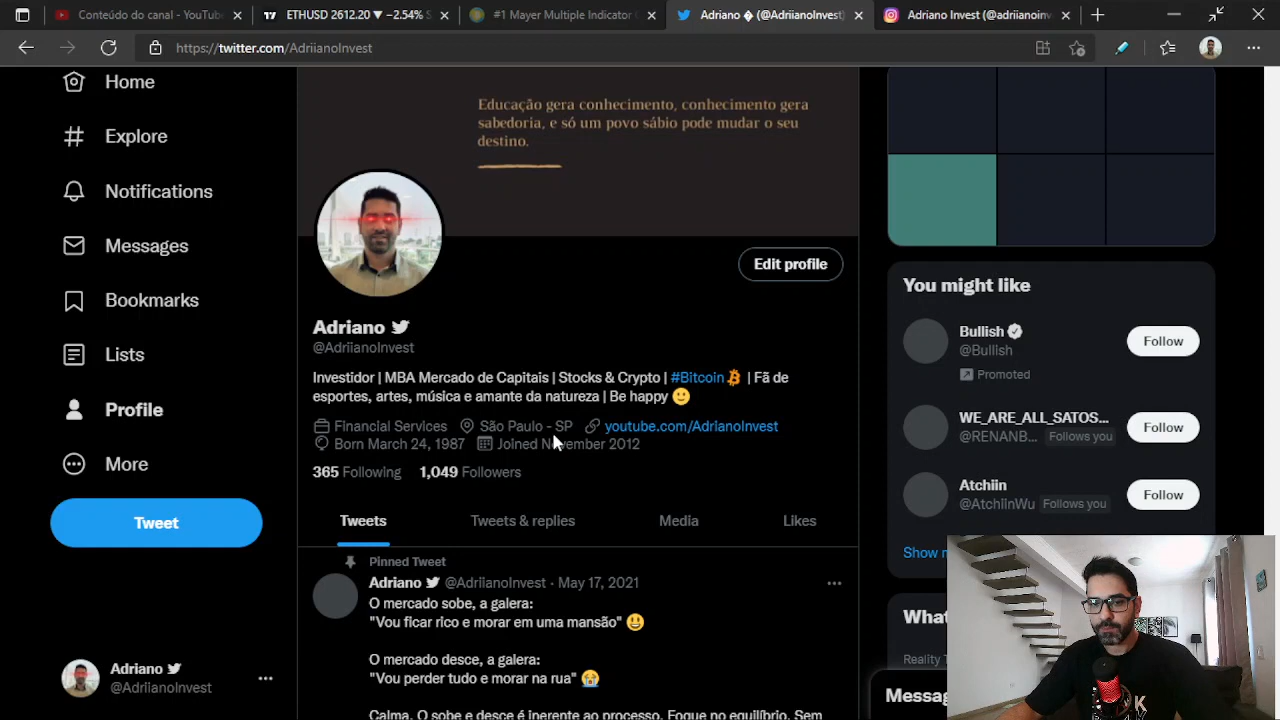 Conteúdo do canal - YouTube
ETHUSD 2612.20 ▼ −2.54%
#1 Mayer Multiple Indicator
Adriano � (@AdriianoInvest)
Adriano Invest (@adriianoinv
https://twitter.com/AdriianoInvest
Home
Explore
Notifications
Messages
Bookmarks
Lists
Profile
More
Tweet
Adriano
@AdriianoInvest
Educação gera conhecimento, conhecimento gera
sabedoria, e só um povo sábio pode mudar o seu
destino.
Edit profile
Adriano
@AdriianoInvest
Investidor | MBA Mercado de Capitais | Stocks & Crypto | #Bitcoin | Fã de
esportes, artes, música e amante da natureza | Be happy 🙂
Financial Services São Paulo - SP youtube.com/AdrianoInvest
Born March 24, 1987 Joined November 2012
365 Following 1,049 Followers
Tweets Tweets & replies Media Likes
Pinned Tweet
Adriano @AdriianoInvest · May 17, 2021
O mercado sobe, a galera:
"Vou ficar rico e morar em uma mansão" 😃
O mercado desce, a galera:
"Vou perder tudo e morar na rua" 😭
Calma. O sobe e desce é inerente ao processo. Foque no equilíbrio. Sem
You might like
Bullish
@Bullish
Promoted
Follow
WE_ARE_ALL_SATOS...
@RENANB... Follows you
Follow
Atchiin
@AtchiinWu Follows you
Follow
Show
What
Reality T
Messag